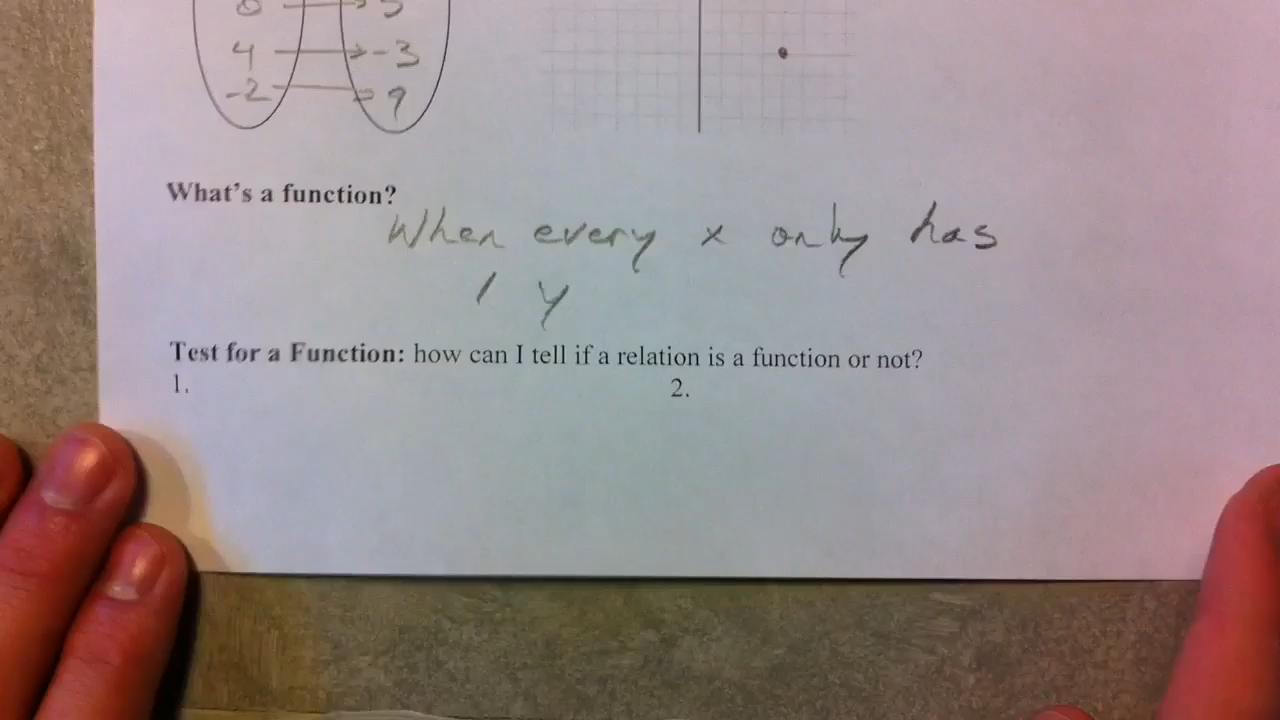 4 -3
-2 9
What's a function?
When every x only has
1 y
Test for a Function: how can I tell if a relation is a function or not?
1. 2.